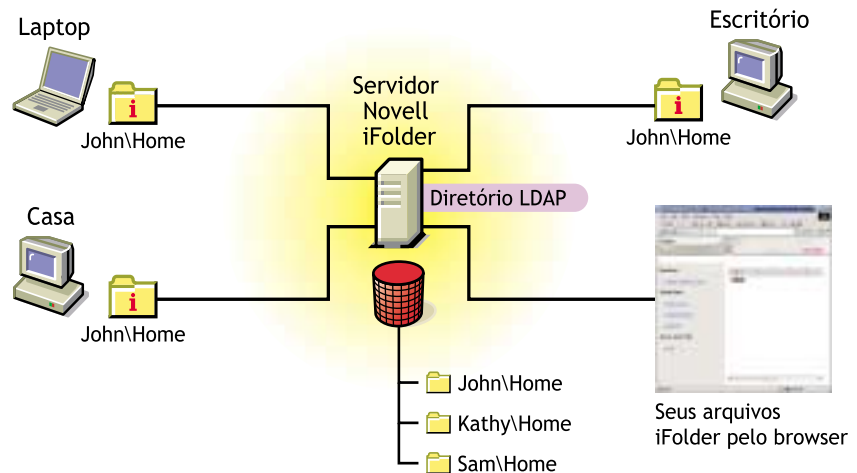 Laptop
i
John\Home
Servidor
Novell
iFolder
Diretório LDAP
Escritório
i
John\Home
Casa
i
John\Home
John\Home
Kathy\Home
Sam\Home
Seus arquivos
iFolder pelo browser